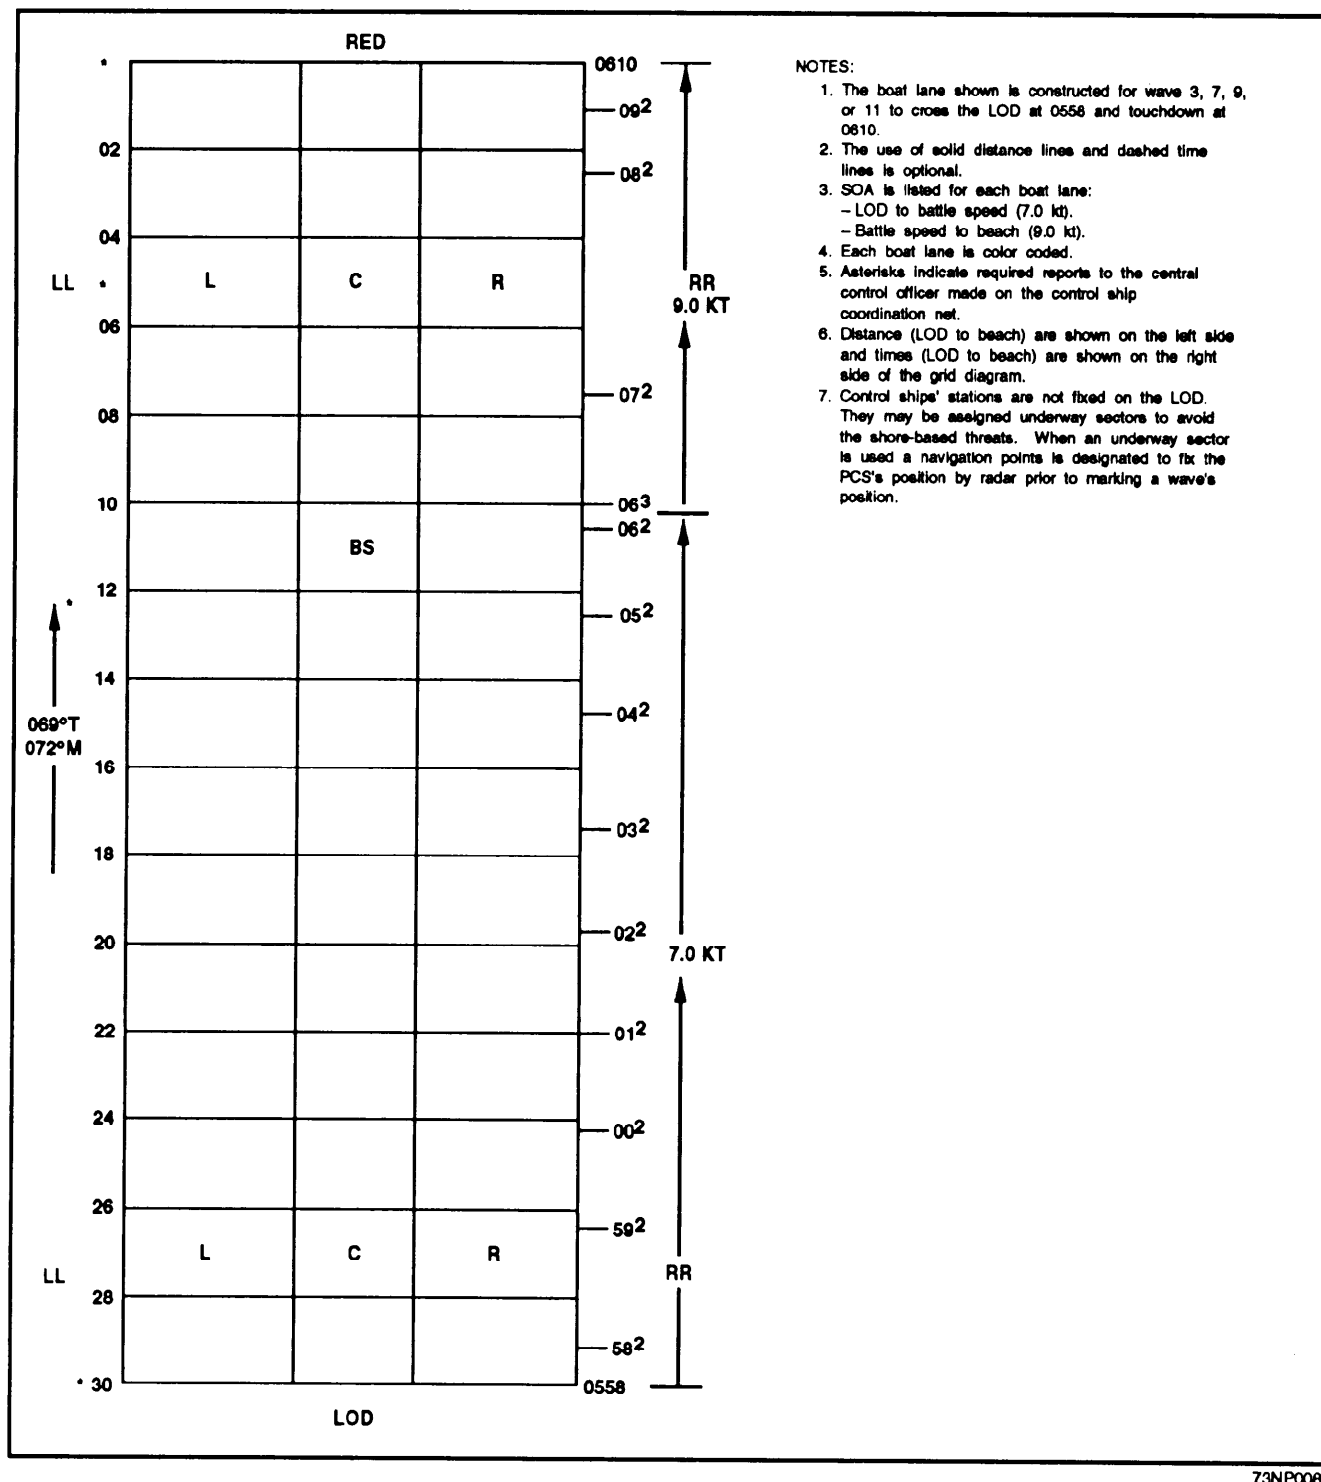 RED
*
0610
09²
02
08²
04
LL * L C R RR
9.0 KT
06
07²
08
10
06³
06²
BS
12
*
05²
14
04²
069°T
072°M
16
03²
18
02²
20
7.0 KT
22
01²
24
00²
26
59²
L C R
LL RR
28
58²
* 30
0558
LOD
NOTES:
1. The boat lane shown is constructed for wave 3, 7, 9,
or 11 to cross the LOD at 0558 and touchdown at
0610.
2. The use of solid distance lines and dashed time
lines is optional.
3. SOA is listed for each boat lane:
– LOD to battle speed (7.0 kt).
– Battle speed to beach (9.0 kt).
4. Each boat lane is color coded.
5. Asterisks indicate required reports to the central
control officer made on the control ship
coordination net.
6. Distance (LOD to beach) are shown on the left side
and times (LOD to beach) are shown on the right
side of the grid diagram.
7. Control ships' stations are not fixed on the LOD.
They may be assigned underway sectors to avoid
the shore-based threats. When an underway sector
is used a navigation points is designated to fix the
PCS's position by radar prior to marking a wave's
position.
73NP006